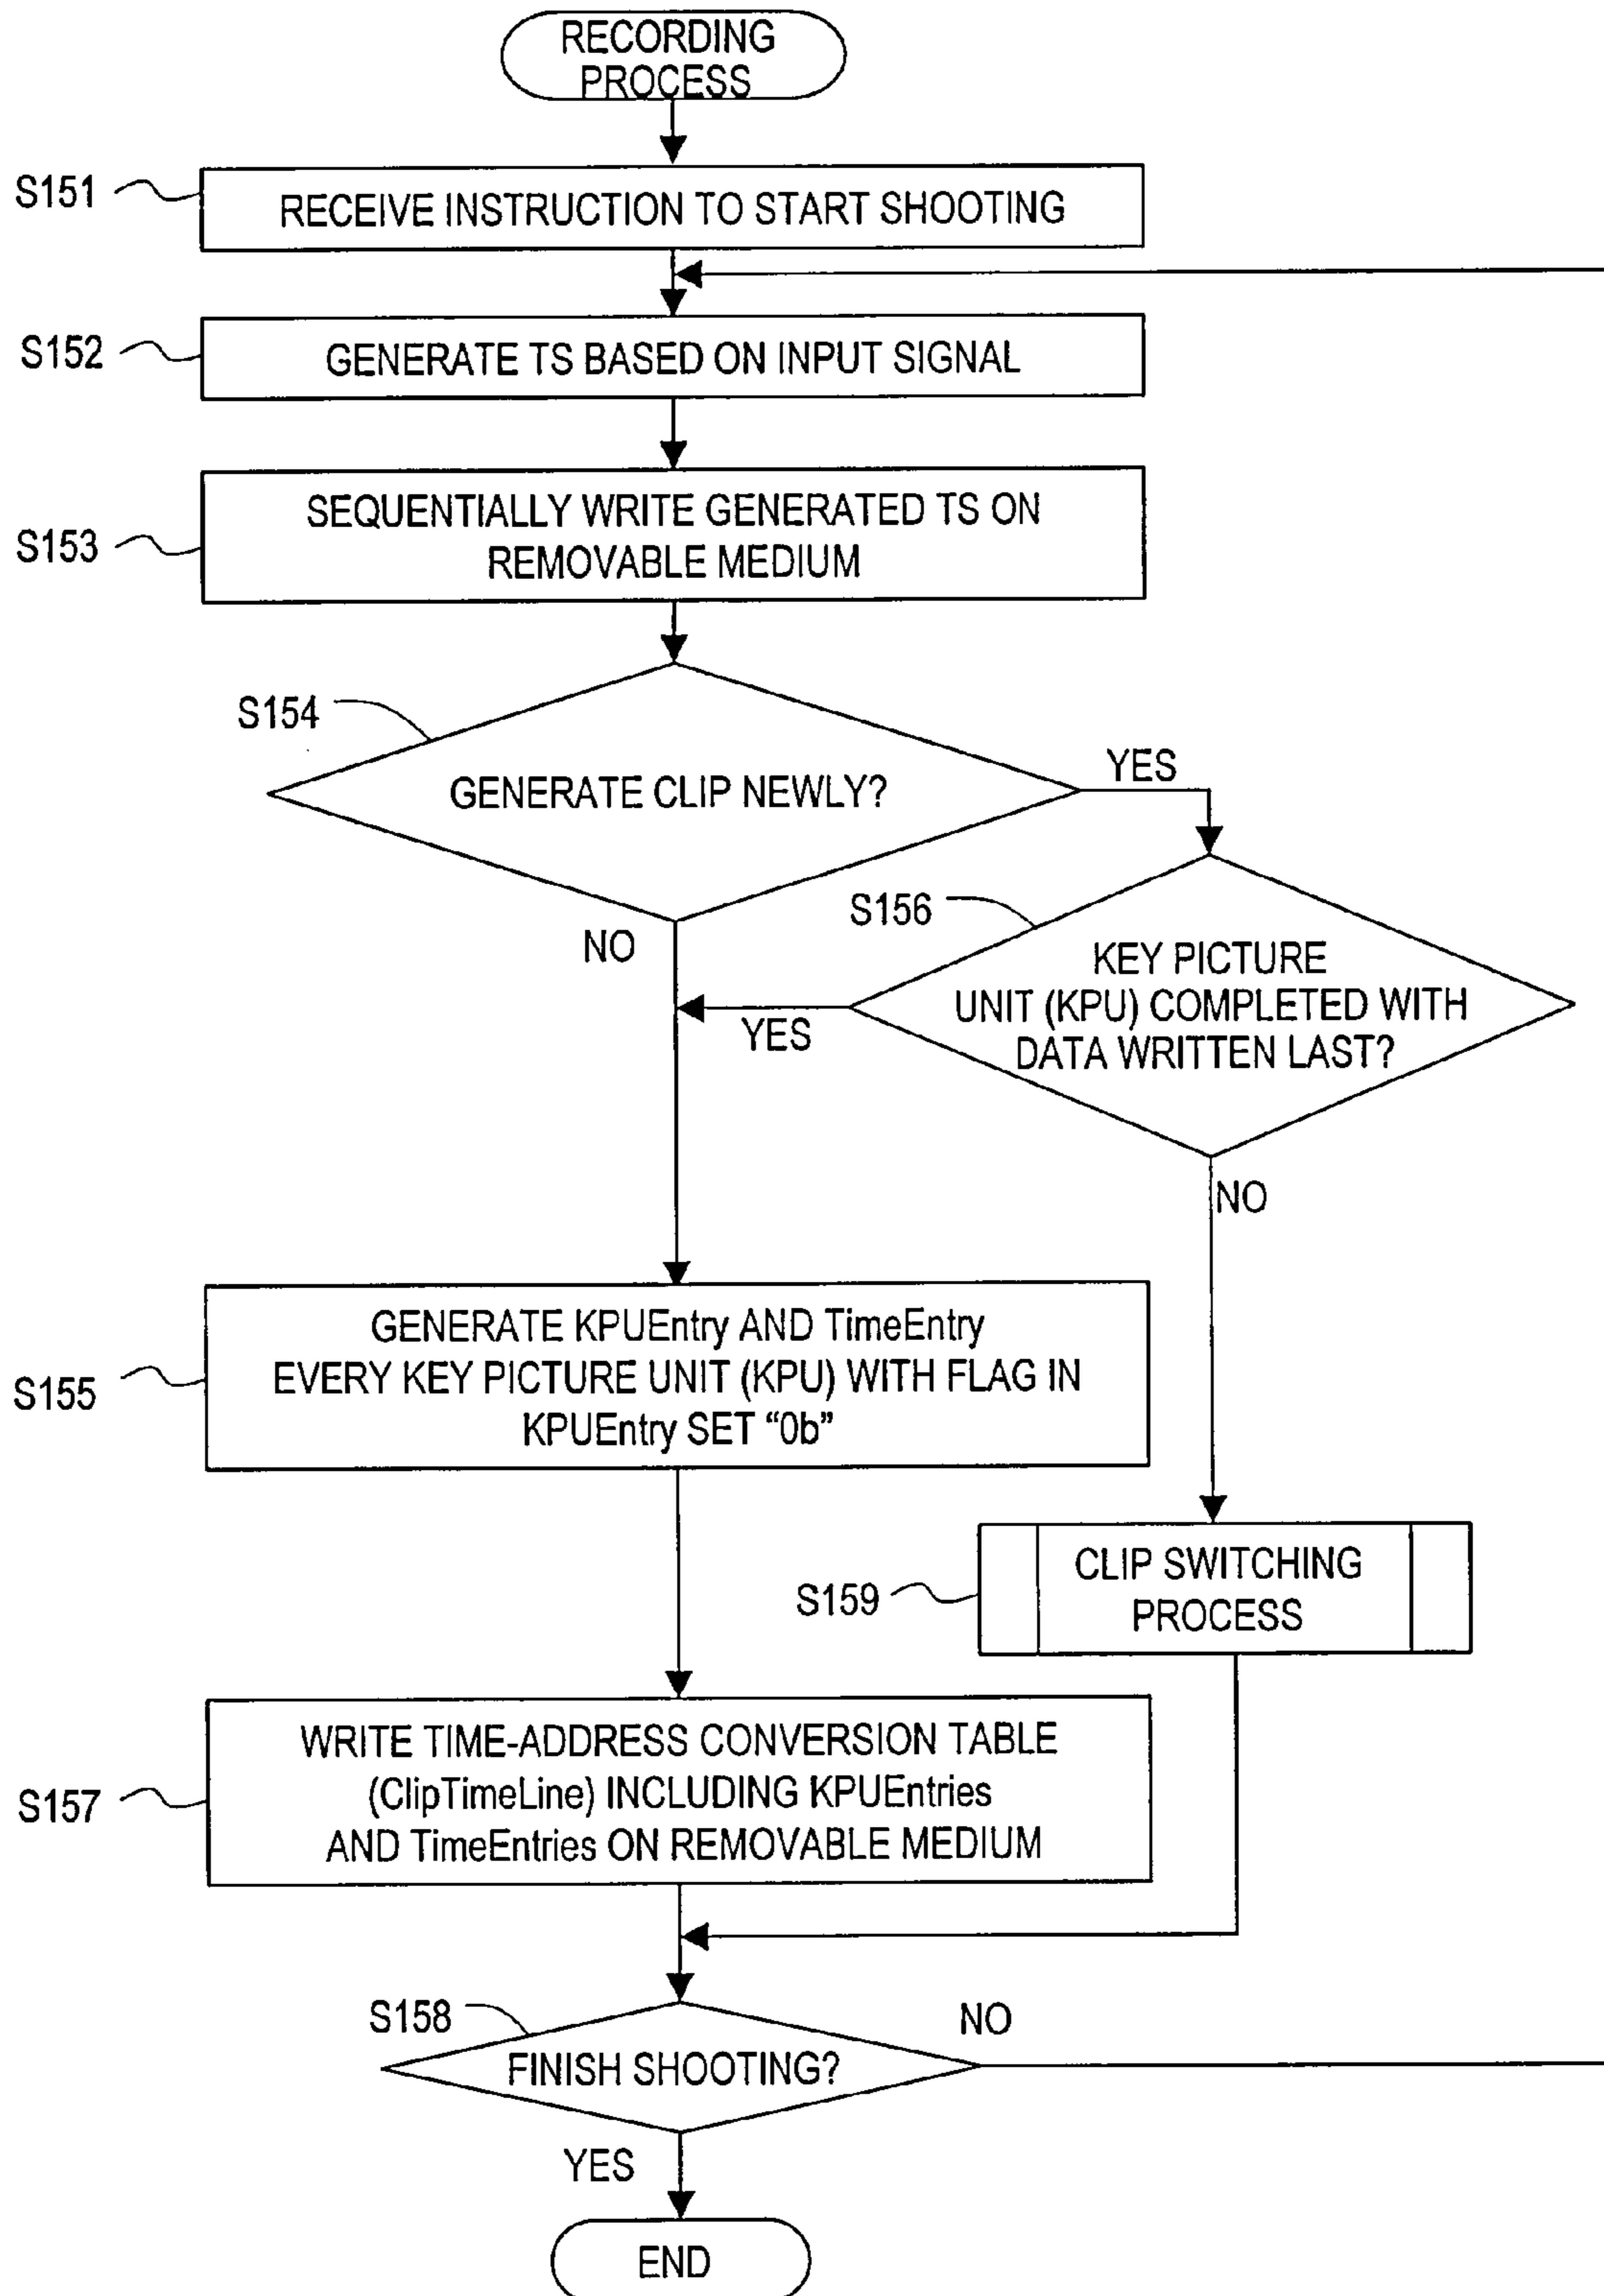 RECORDING
PROCESS
S151
RECEIVE INSTRUCTION TO START SHOOTING
S152
GENERATE TS BASED ON INPUT SIGNAL
S153
SEQUENTIALLY WRITE GENERATED TS ON
REMOVABLE MEDIUM
S154
GENERATE CLIP NEWLY?
YES
NO
S156
KEY PICTURE
UNIT (KPU) COMPLETED WITH
DATA WRITTEN LAST?
YES
NO
S155
GENERATE KPUEntry AND TimeEntry
EVERY KEY PICTURE UNIT (KPU) WITH FLAG IN
KPUEntry SET “0b”
S159
CLIP SWITCHING
PROCESS
S157
WRITE TIME-ADDRESS CONVERSION TABLE
(ClipTimeLine) INCLUDING KPUEntries
AND TimeEntries ON REMOVABLE MEDIUM
S158
FINISH SHOOTING?
NO
YES
END